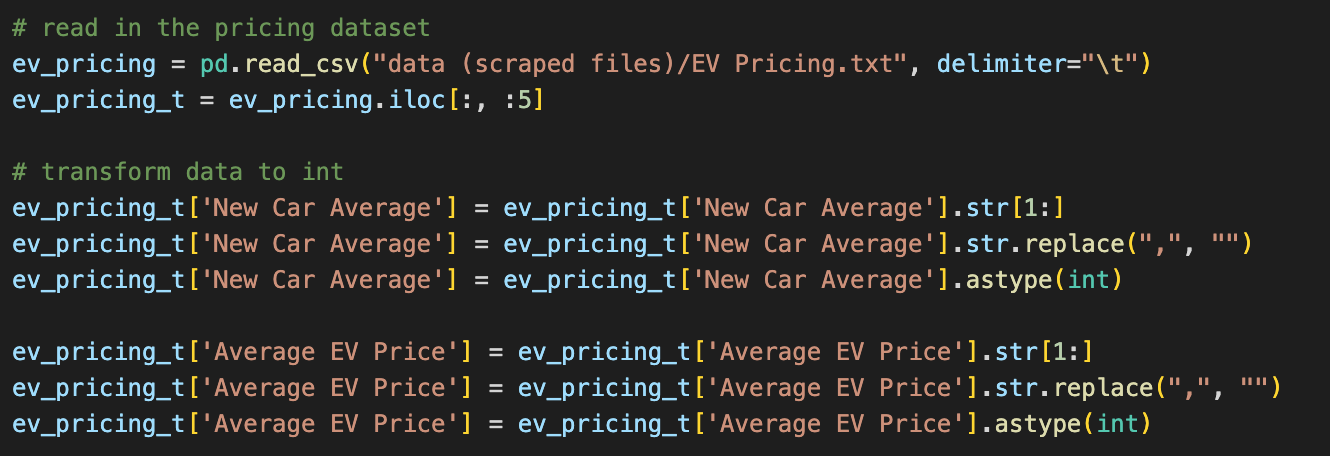 # read in the pricing dataset
ev_pricing = pd.read_csv("data (scraped files)/EV Pricing.txt", delimiter="\t")
ev_pricing_t = ev_pricing.iloc[:, :5]
# transform data to int
ev_pricing_t['New Car Average'] = ev_pricing_t['New Car Average'].str[1:]
ev_pricing_t['New Car Average'] = ev_pricing_t['New Car Average'].str.replace(",", "")
ev_pricing_t['New Car Average'] = ev_pricing_t['New Car Average'].astype(int)
ev_pricing_t['Average EV Price'] = ev_pricing_t['Average EV Price'].str[1:]
ev_pricing_t['Average EV Price'] = ev_pricing_t['Average EV Price'].str.replace(",", "")
ev_pricing_t['Average EV Price'] = ev_pricing_t['Average EV Price'].astype(int)